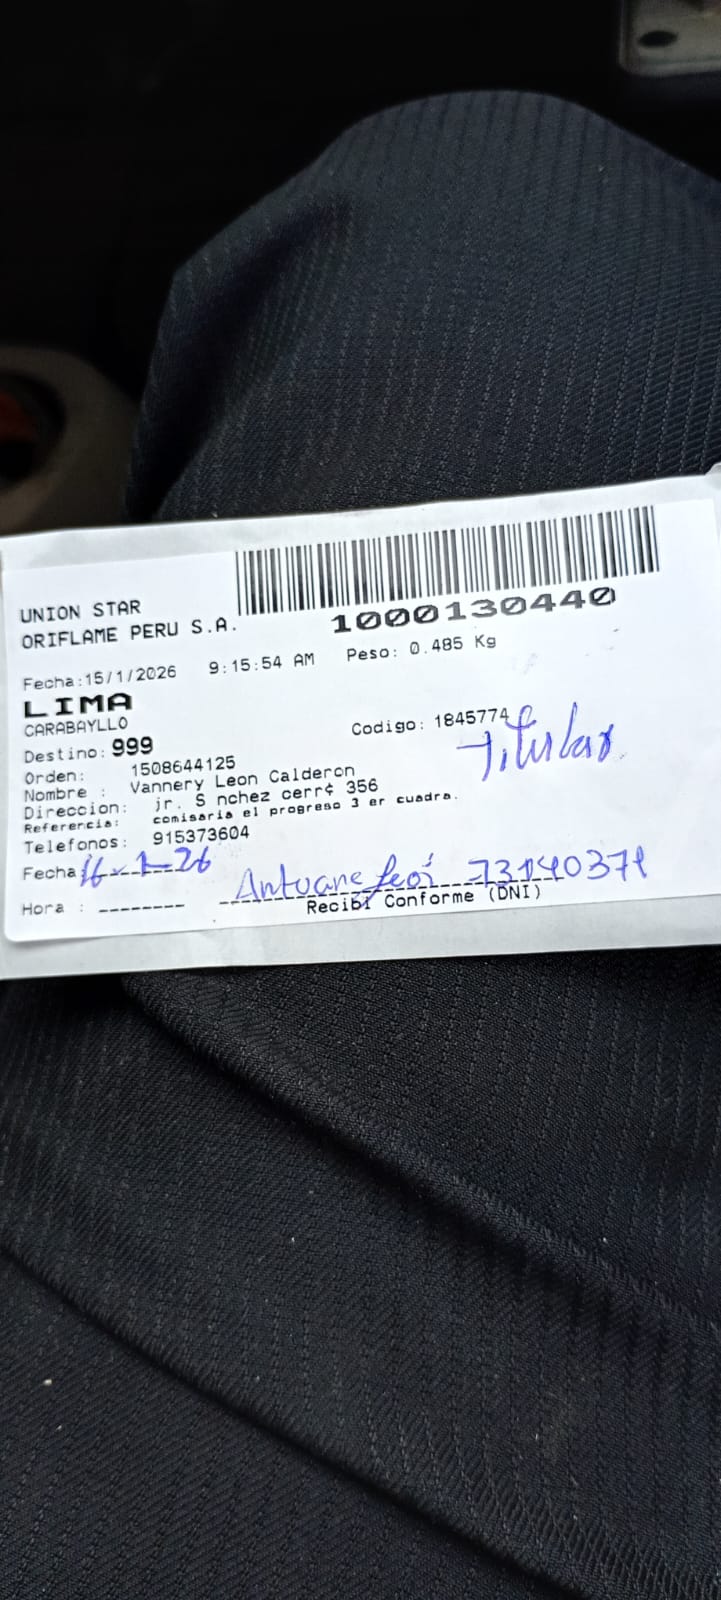 UNION STAR
ORIFLAME PERU S.A.
1000130440
Fecha:15/1/2026 9:15:54 AM Peso: 0.485 Kg
LIMA
CARABAYLLO
Destino: 999 Codigo: 1845774
Titular
Orden: 1508644125
Nombre : Vannery Leon Calderon
Direccion: jr. S nchez cerr¢ 356
Referencia: comisaria el progreso 3 er cuadra.
Telefonos: 915373604
Fecha: 16-1-26
Antuane 73140371
Hora : -------- Recibi Conforme (DNI)